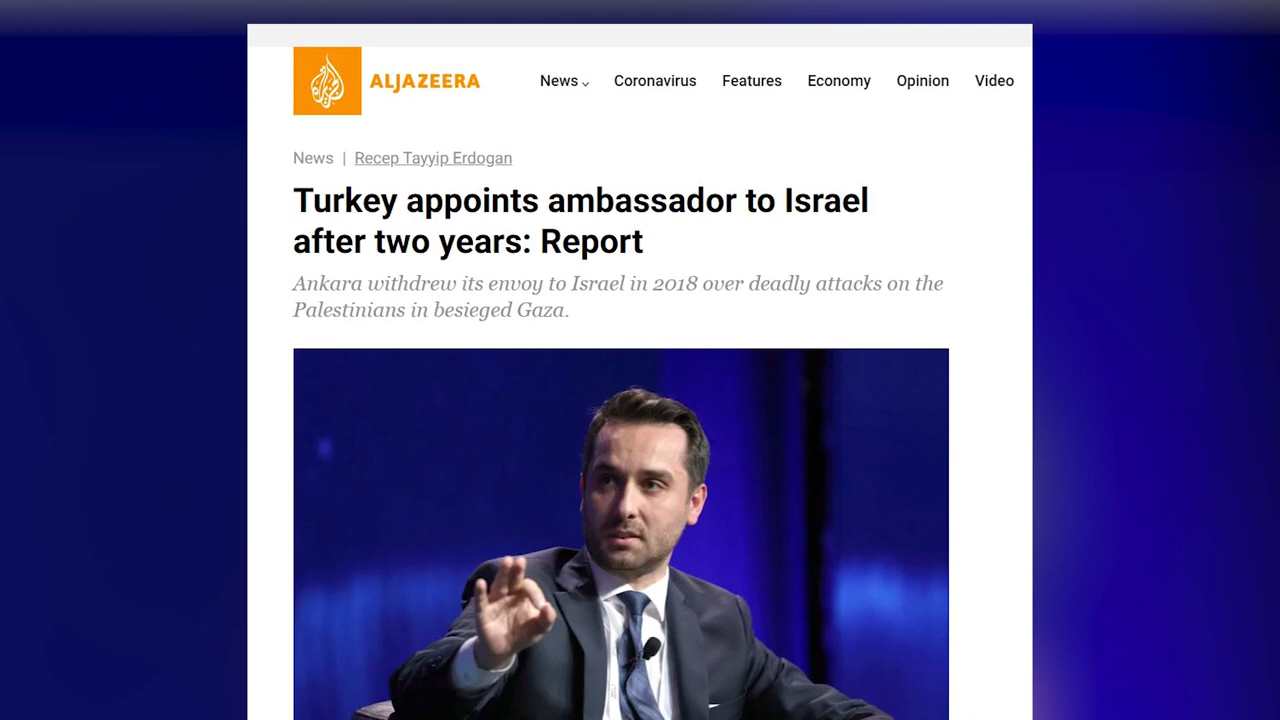 ALJAZEERA
News Coronavirus Features Economy Opinion Video
News | Recep Tayyip Erdogan
Turkey appoints ambassador to Israel
after two years: Report
Ankara withdrew its envoy to Israel in 2018 over deadly attacks on the
Palestinians in besieged Gaza.